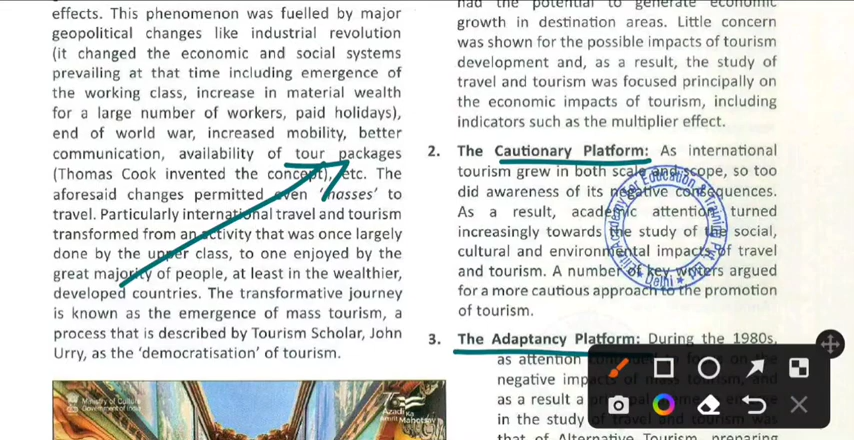 effects. This phenomenon was fuelled by major
geopolitical changes like industrial revolution
(it changed the economic and social systems
prevailing at that time including emergence of
the working class, increase in material wealth
for a large number of workers, paid holidays),
end of world war, increased mobility, better
communication, availability of tour packages
(Thomas Cook invented the concept), etc. The
aforesaid changes permitted even ‘masses’ to
travel. Particularly international travel and tourism
transformed from an activity that was once largely
done by the upper class, to one enjoyed by the
great majority of people, at least in the wealthier,
developed countries. The transformative journey
is known as the emergence of mass tourism, a
process that is described by Tourism Scholar, John
Urry, as the ‘democratisation’ of tourism.
Ministry of Culture
Government of India
Azadi Ka
Amrit Mahotsav
had the potential to generate economic
growth in destination areas. Little concern
was shown for the possible impacts of tourism
development and, as a result, the study of
travel and tourism was focused principally on
the economic impacts of tourism, including
indicators such as the multiplier effect.
2. The Cautionary Platform: As international
tourism grew in both scale and scope, so too
did awareness of its negative consequences.
As a result, academic attention turned
increasingly towards the study of the social,
cultural and environmental impacts of travel
and tourism. A number of key writers argued
for a more cautious approach to the promotion
of tourism.
3. The Adaptancy Platform: During the 1980s,
as attention
negative
as a result a
in the study
that of Alternative Tourism, preparing
Delhi